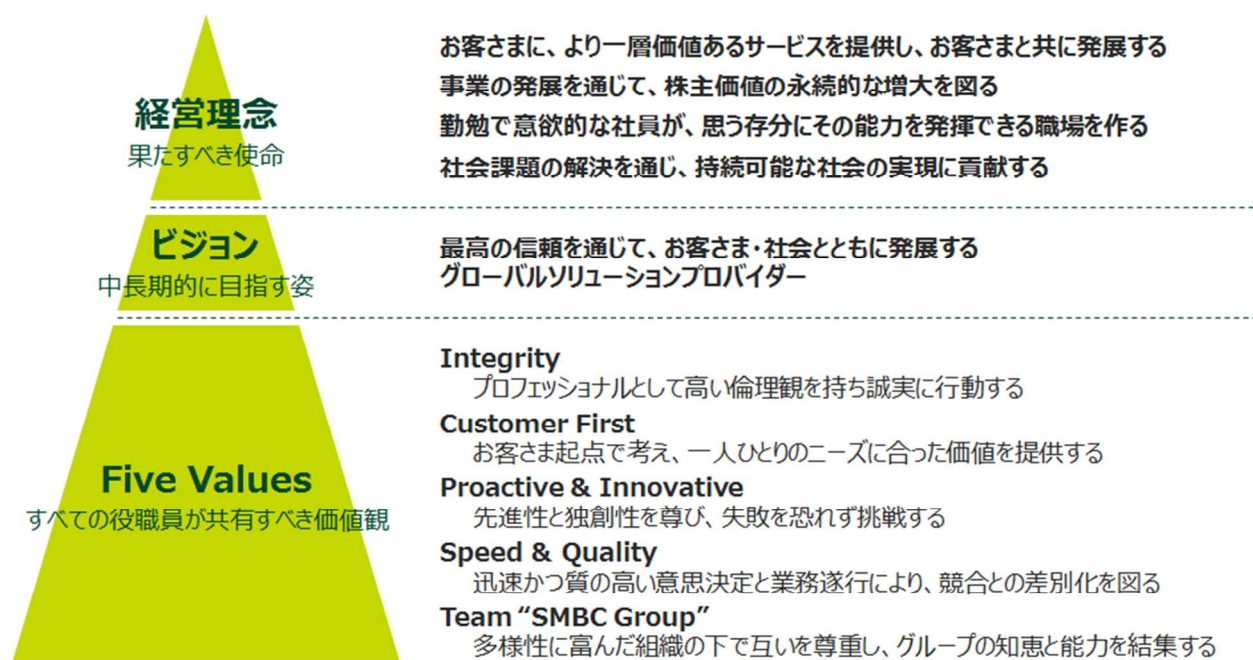 経営理念
果たすべき使命
お客さまに、より一層価値あるサービスを提供し、お客さまと共に発展する
事業の発展を通じて、株主価値の永続的な増大を図る
勤勉で意欲的な社員が、思う存分にその能力を発揮できる職場を作る
社会課題の解決を通じ、持続可能な社会の実現に貢献する
ビジョン
中長期的に目指す姿
最高の信頼を通じて、お客さま・社会とともに発展する
グローバルソリューションプロバイダー
Five Values
すべての役職員が共有すべき価値観
Integrity
プロフェッショナルとして高い倫理観を持ち誠実に行動する
Customer First
お客さま起点で考え、一人ひとりのニーズに合った価値を提供する
Proactive & Innovative
先進性と独創性を尊び、失敗を恐れず挑戦する
Speed & Quality
迅速かつ質の高い意思決定と業務遂行により、競合との差別化を図る
Team “SMBC Group”
多様性に富んだ組織の下で互いを尊重し、グループの知恵と能力を結集する